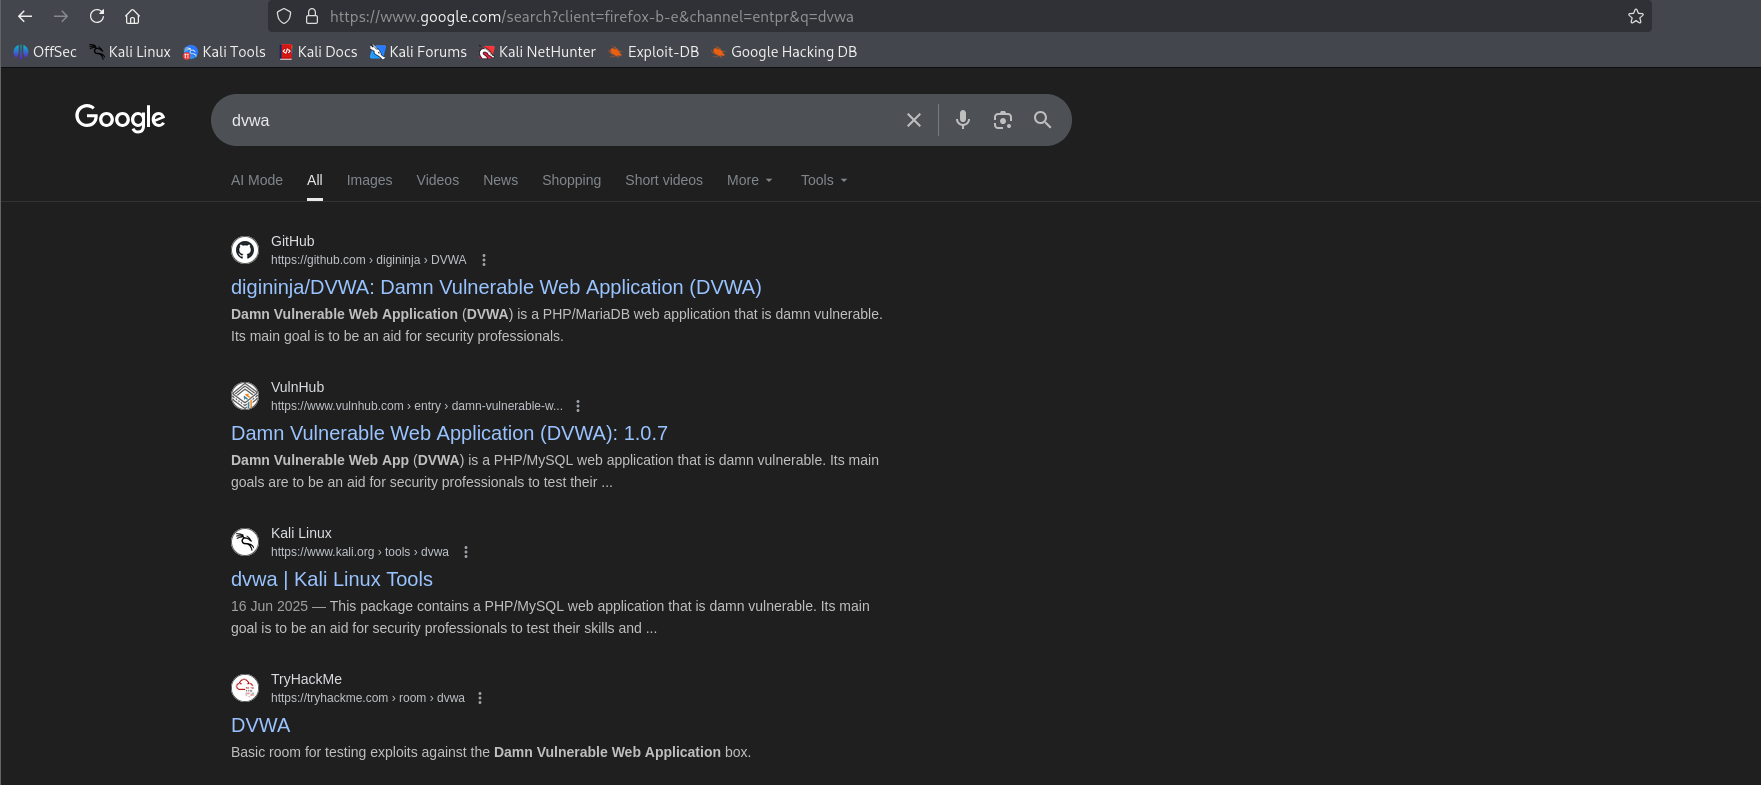 https://www.google.com/search?client=firefox-b-e&channel=entpr&q=dvwa
OffSec Kali Linux Kali Tools Kali Docs Kali Forums Kali NetHunter Exploit-DB Google Hacking DB
Google dvwa
AI Mode All Images Videos News Shopping Short videos More Tools
GitHub
https://github.com › digininja › DVWA
digininja/DVWA: Damn Vulnerable Web Application (DVWA)
Damn Vulnerable Web Application (DVWA) is a PHP/MariaDB web application that is damn vulnerable.
Its main goal is to be an aid for security professionals.
VulnHub
https://www.vulnhub.com › entry › damn-vulnerable-w...
Damn Vulnerable Web Application (DVWA): 1.0.7
Damn Vulnerable Web App (DVWA) is a PHP/MySQL web application that is damn vulnerable. Its main
goals are to be an aid for security professionals to test their ...
Kali Linux
https://www.kali.org › tools › dvwa
dvwa | Kali Linux Tools
16 Jun 2025 — This package contains a PHP/MySQL web application that is damn vulnerable. Its main
goal is to be an aid for security professionals to test their skills and ...
TryHackMe
https://tryhackme.com › room › dvwa
DVWA
Basic room for testing exploits against the Damn Vulnerable Web Application box.